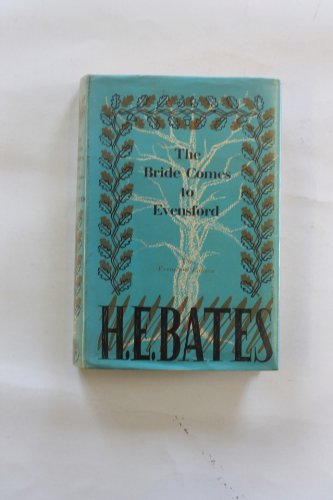 The
Bride Comes
to
Evensford
H.E.BATES